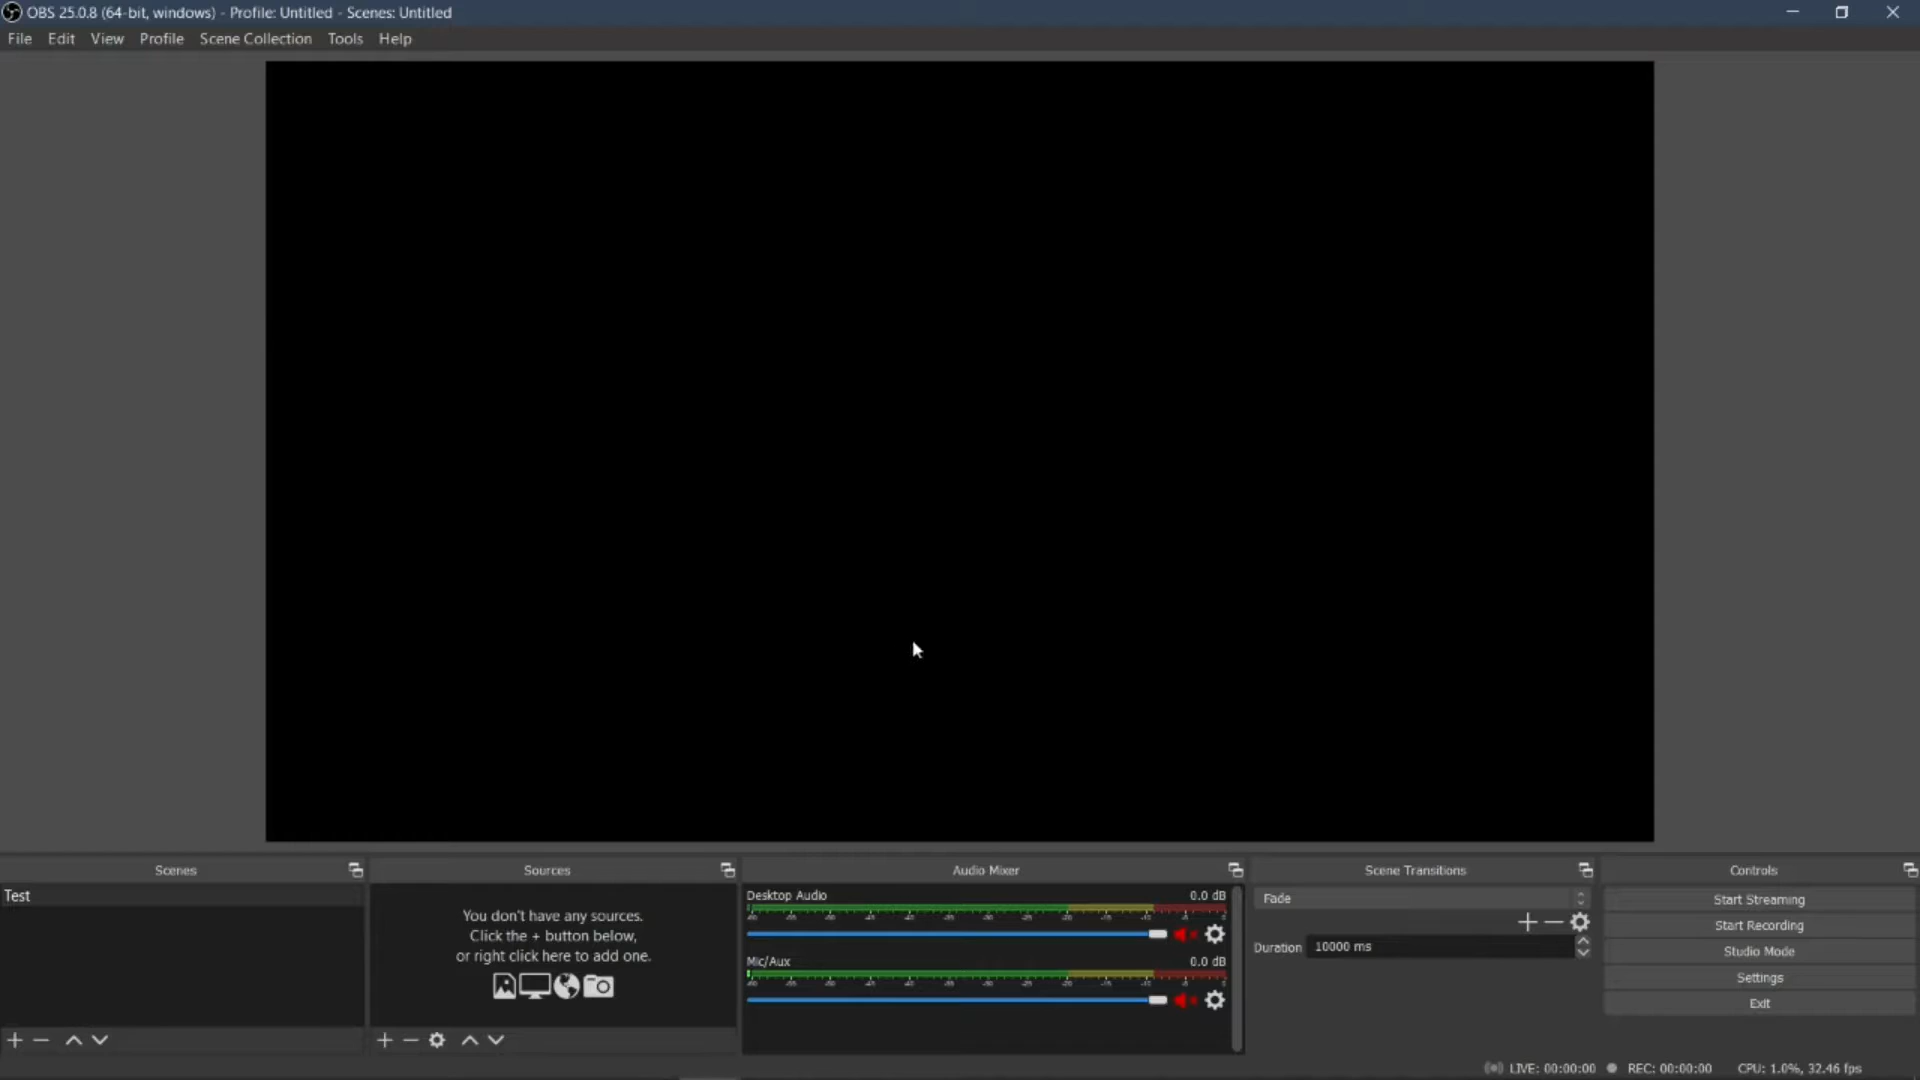 OBS 25.0.8 (64-bit, windows) - Profile: Untitled - Scenes: Untitled
File Edit View Profile Scene Collection Tools Help
Scenes
Test
Sources
You don't have any sources.
Click the + button below,
or right click here to add one.
Audio Mixer
Desktop Audio 0.0 dB
Mic/Aux 0.0 dB
Scene Transitions
Fade
Duration 10000 ms
Controls
Start Streaming
Start Recording
Studio Mode
Settings
Exit
LIVE: 00:00:00 REC: 00:00:00 CPU: 1.0%, 32.46 fps